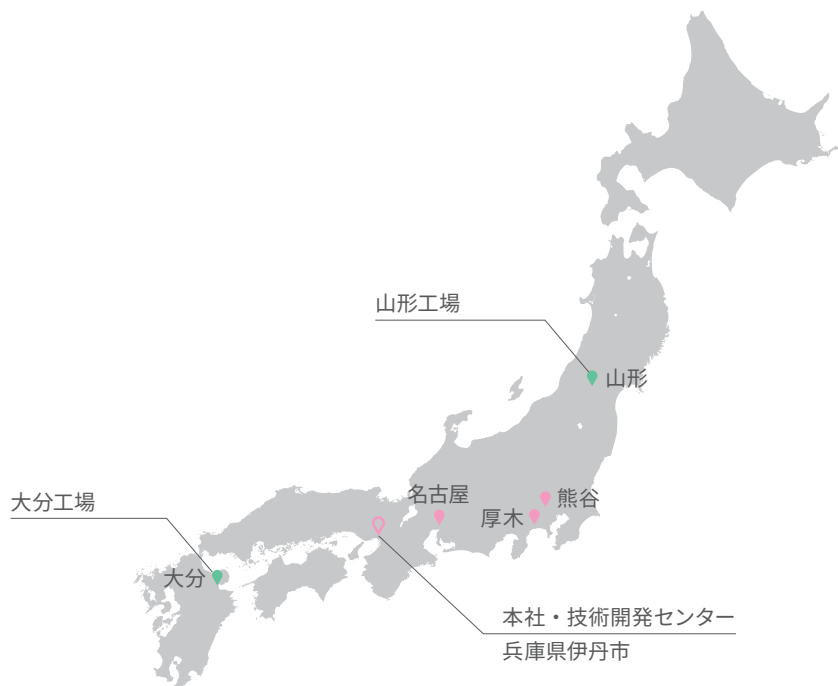 山形工場
山形
大分工場
名古屋
熊谷
厚木
大分
本社・技術開発センター
兵庫県伊丹市